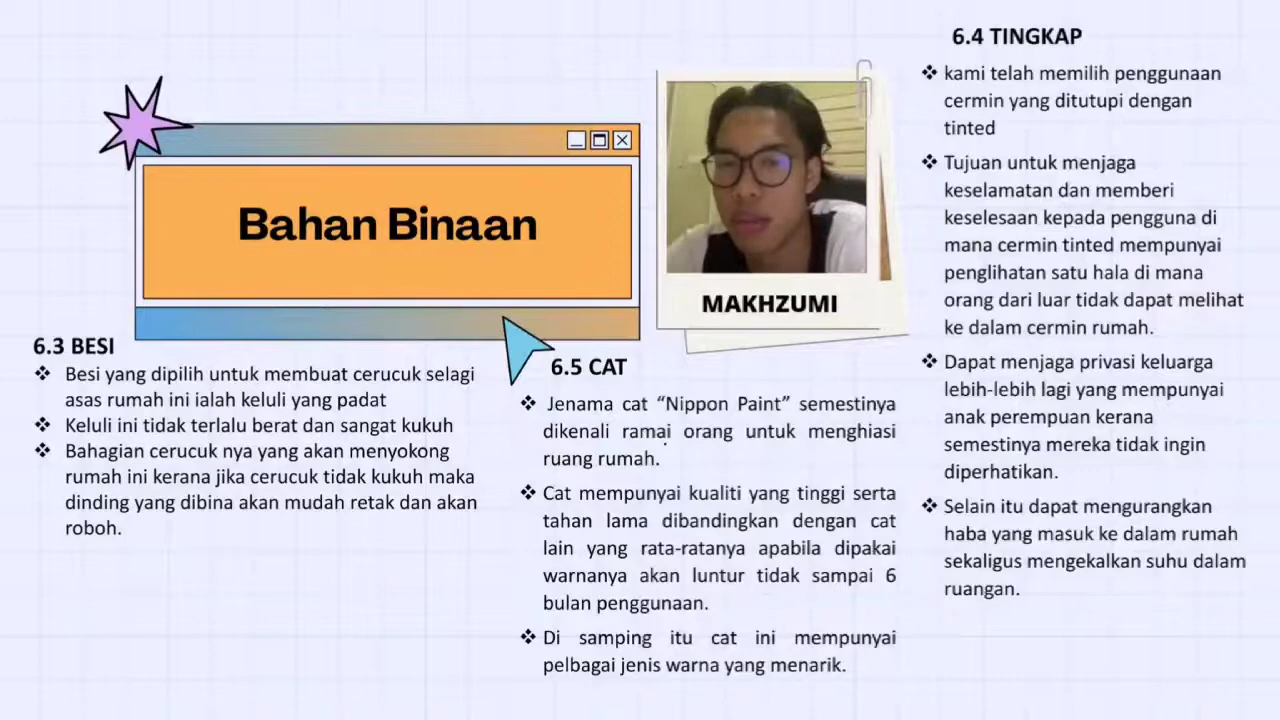 Bahan Binaan
MAKHZUMI
6.3 BESI
❖ Besi yang dipilih untuk membuat cerucuk selagi
asas rumah ini ialah keluli yang padat
❖ Keluli ini tidak terlalu berat dan sangat kukuh
❖ Bahagian cerucuk nya yang akan menyokong
rumah ini kerana jika cerucuk tidak kukuh maka
dinding yang dibina akan mudah retak dan akan
roboh.
6.5 CAT
❖ Jenama cat “Nippon Paint” semestinya
dikenali ramai orang untuk menghiasi
ruang rumah.
❖ Cat mempunyai kualiti yang tinggi serta
tahan lama dibandingkan dengan cat
lain yang rata-ratanya apabila dipakai
warnanya akan luntur tidak sampai 6
bulan penggunaan.
❖ Di samping itu cat ini mempunyai
pelbagai jenis warna yang menarik.
6.4 TINGKAP
❖ kami telah memilih penggunaan
cermin yang ditutupi dengan
tinted
❖ Tujuan untuk menjaga
keselamatan dan memberi
keselesaan kepada pengguna di
mana cermin tinted mempunyai
penglihatan satu hala di mana
orang dari luar tidak dapat melihat
ke dalam cermin rumah.
❖ Dapat menjaga privasi keluarga
lebih-lebih lagi yang mempunyai
anak perempuan kerana
semestinya mereka tidak ingin
diperhatikan.
❖ Selain itu dapat mengurangkan
haba yang masuk ke dalam rumah
sekaligus mengekalkan suhu dalam
ruangan.